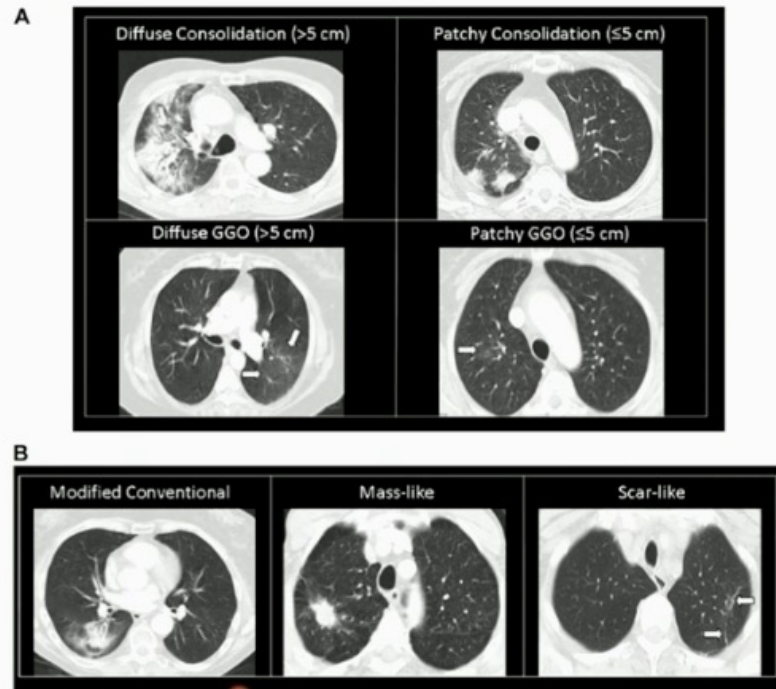 A
Diffuse Consolidation (>5 cm)
Patchy Consolidation (≤5 cm)
Diffuse GGO (>5 cm)
Patchy GGO (≤5 cm)
B
Modified Conventional
Mass-like
Scar-like